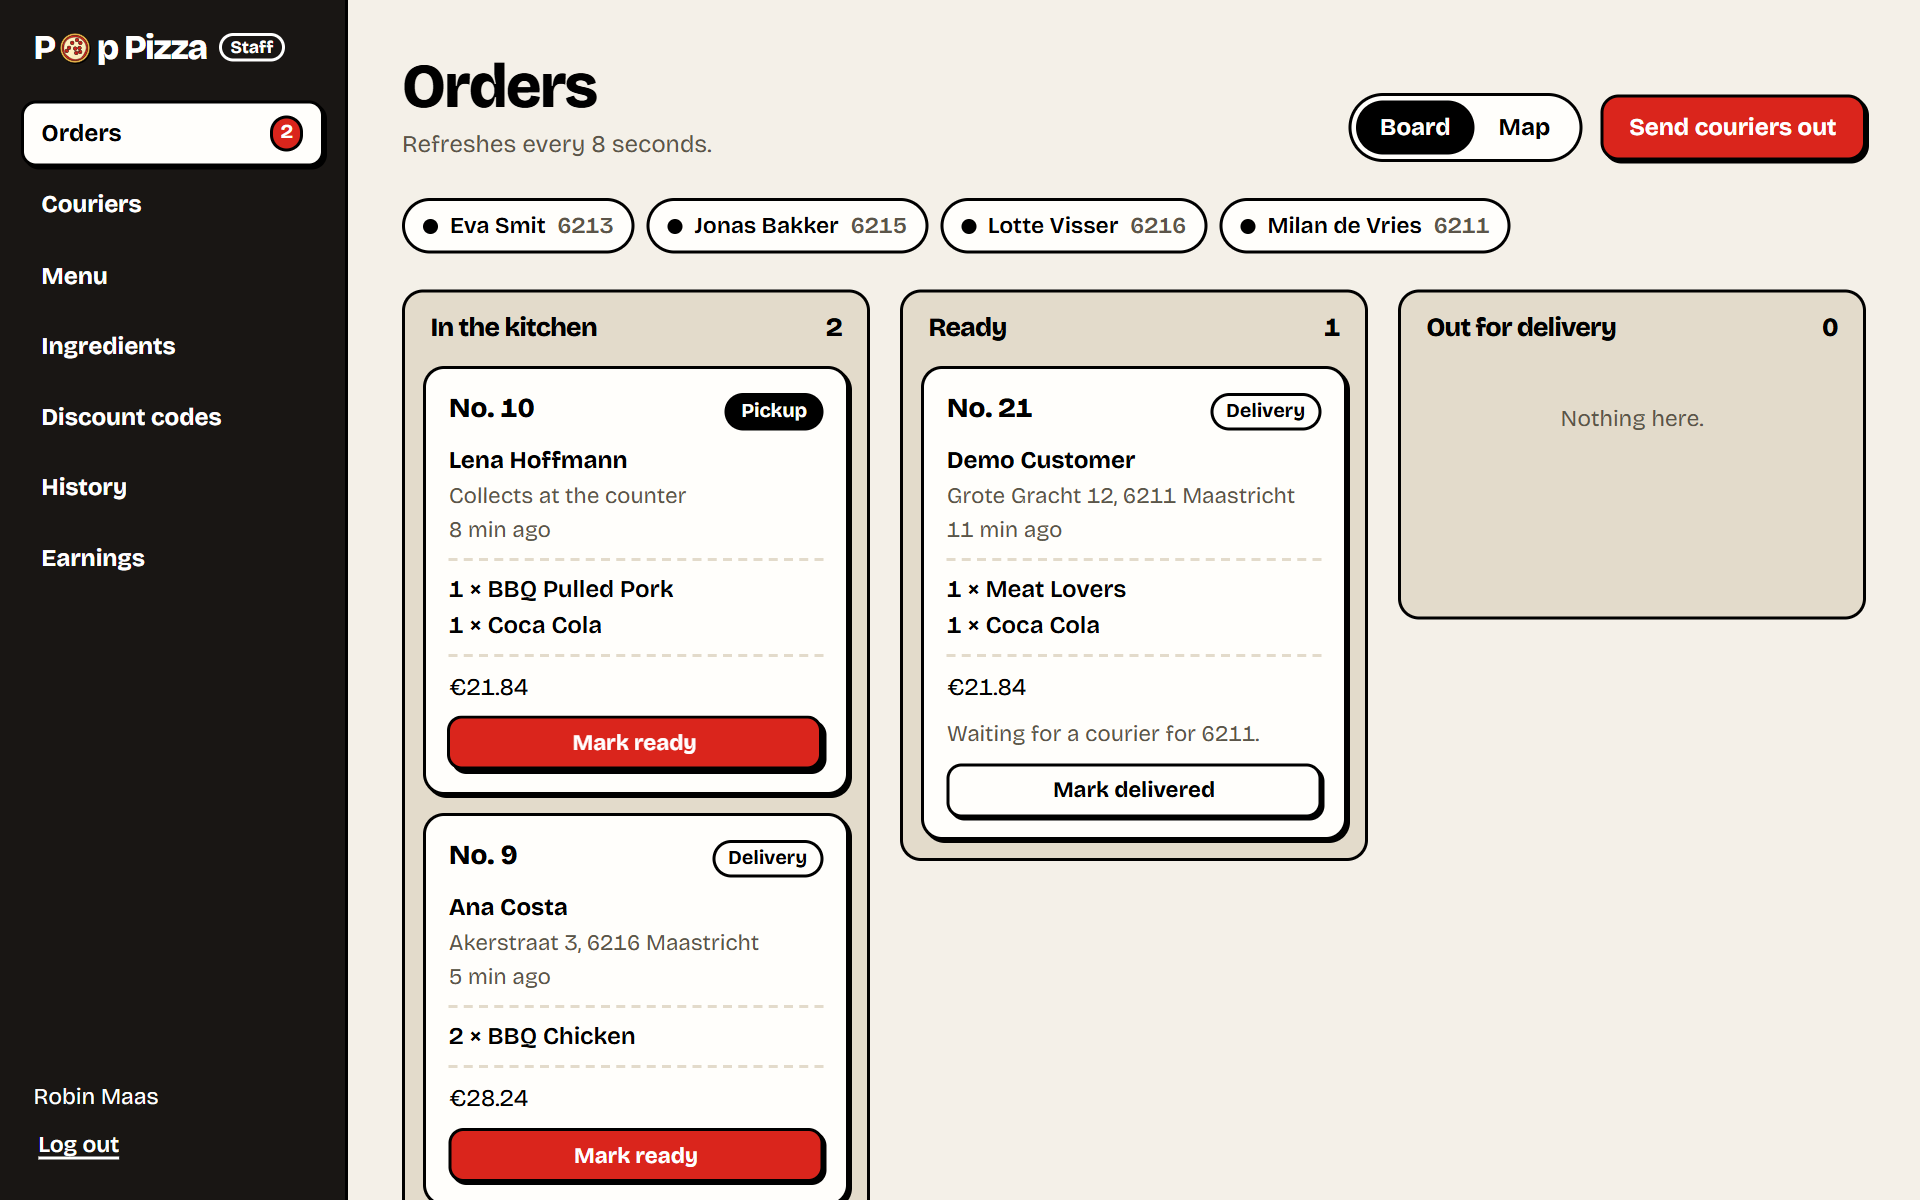 Pop Pizza Staff
Orders 2
Couriers
Menu
Ingredients
Discount codes
History
Earnings
Robin Maas
Log out
Orders
Refreshes every 8 seconds.
Board Map
Send couriers out
Eva Smit 6213
Jonas Bakker 6215
Lotte Visser 6216
Milan de Vries 6211
In the kitchen 2
No. 10 Pickup
Lena Hoffmann
Collects at the counter
8 min ago
1 × BBQ Pulled Pork
1 × Coca Cola
€21.84
Mark ready
No. 9 Delivery
Ana Costa
Akerstraat 3, 6216 Maastricht
5 min ago
2 × BBQ Chicken
€28.24
Mark ready
Ready 1
No. 21 Delivery
Demo Customer
Grote Gracht 12, 6211 Maastricht
11 min ago
1 × Meat Lovers
1 × Coca Cola
€21.84
Waiting for a courier for 6211.
Mark delivered
Out for delivery 0
Nothing here.